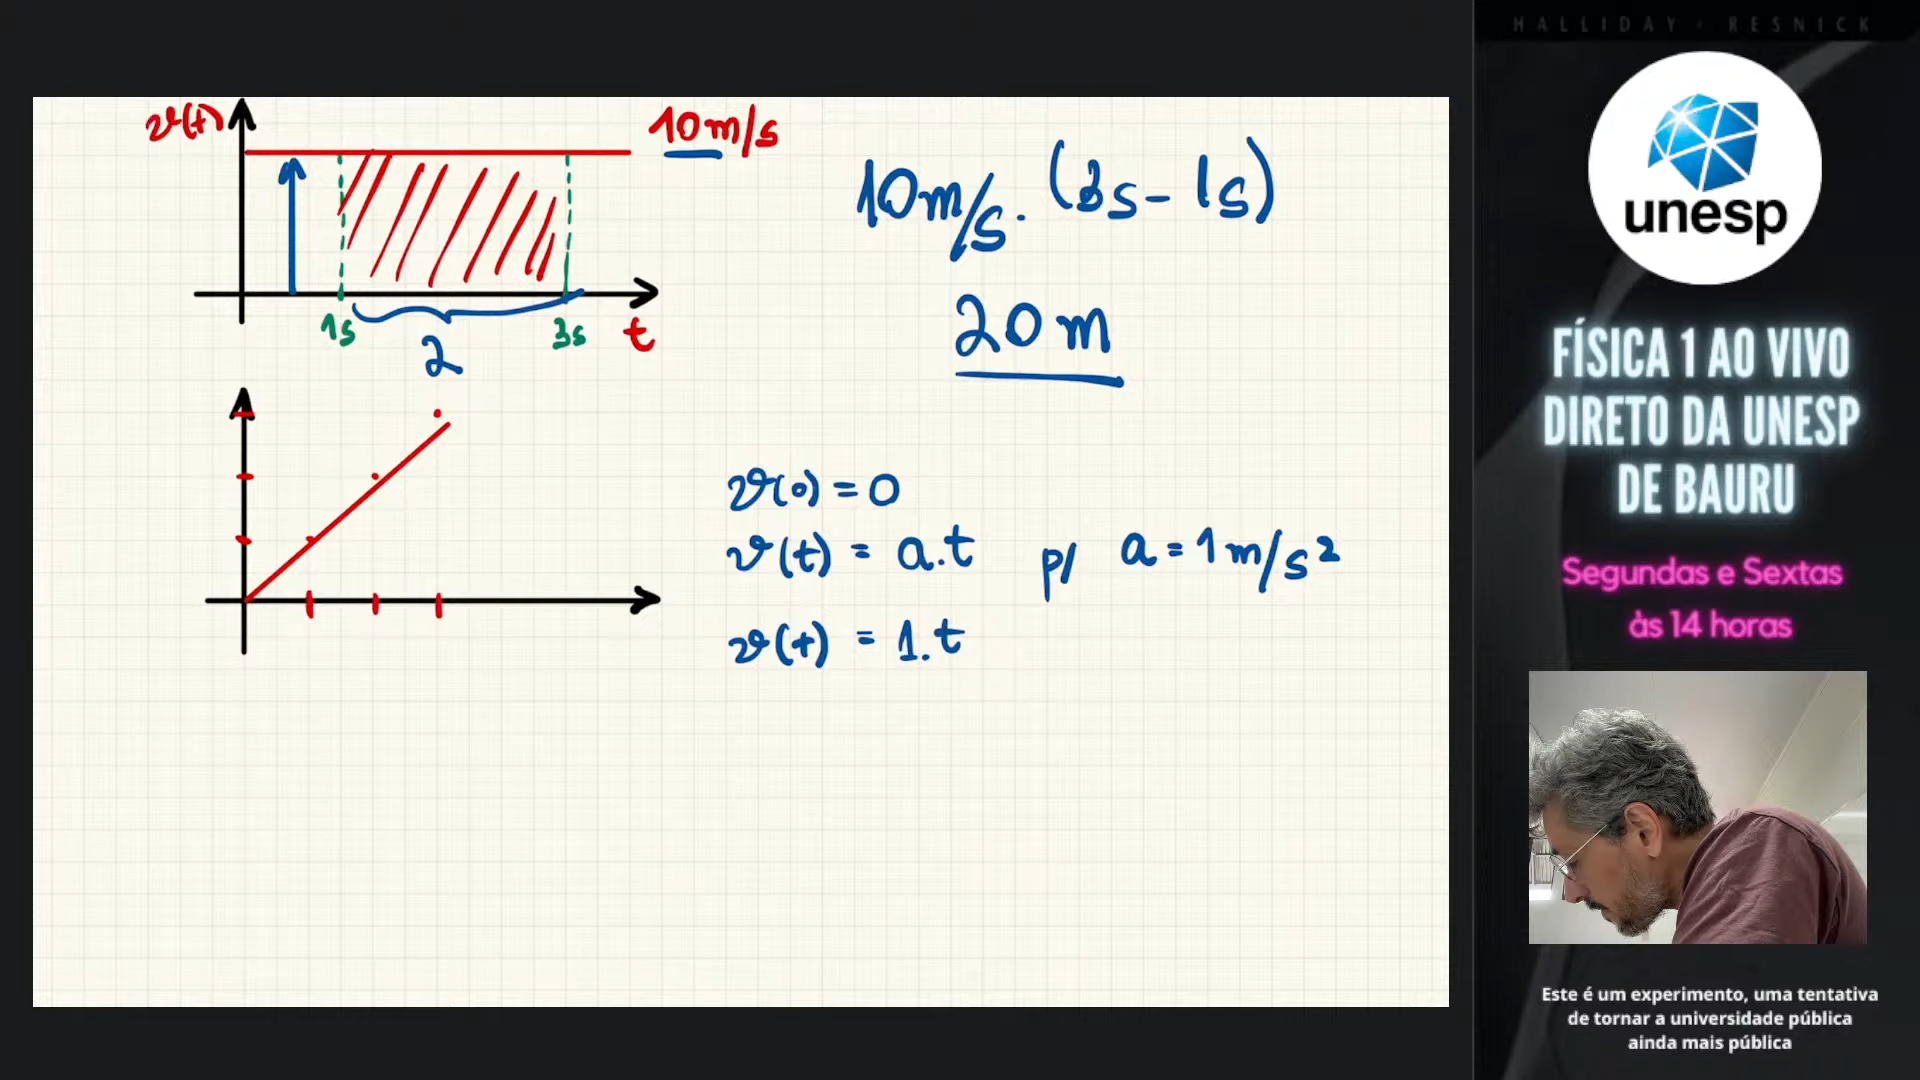 HALLIDAY • RESNICK
unesp
FÍSICA 1 AO VIVO
DIRETO DA UNESP
DE BAURU
Segundas e Sextas
às 14 horas
Este é um experimento, uma tentativa
de tornar a universidade pública
ainda mais pública
v(t)
10m/s
1s
3s
t
2
10m/s. (3s - 1s)
20m
v(0) = 0
v(t) = a.t p/ a = 1m/s²
v(t) = 1.t